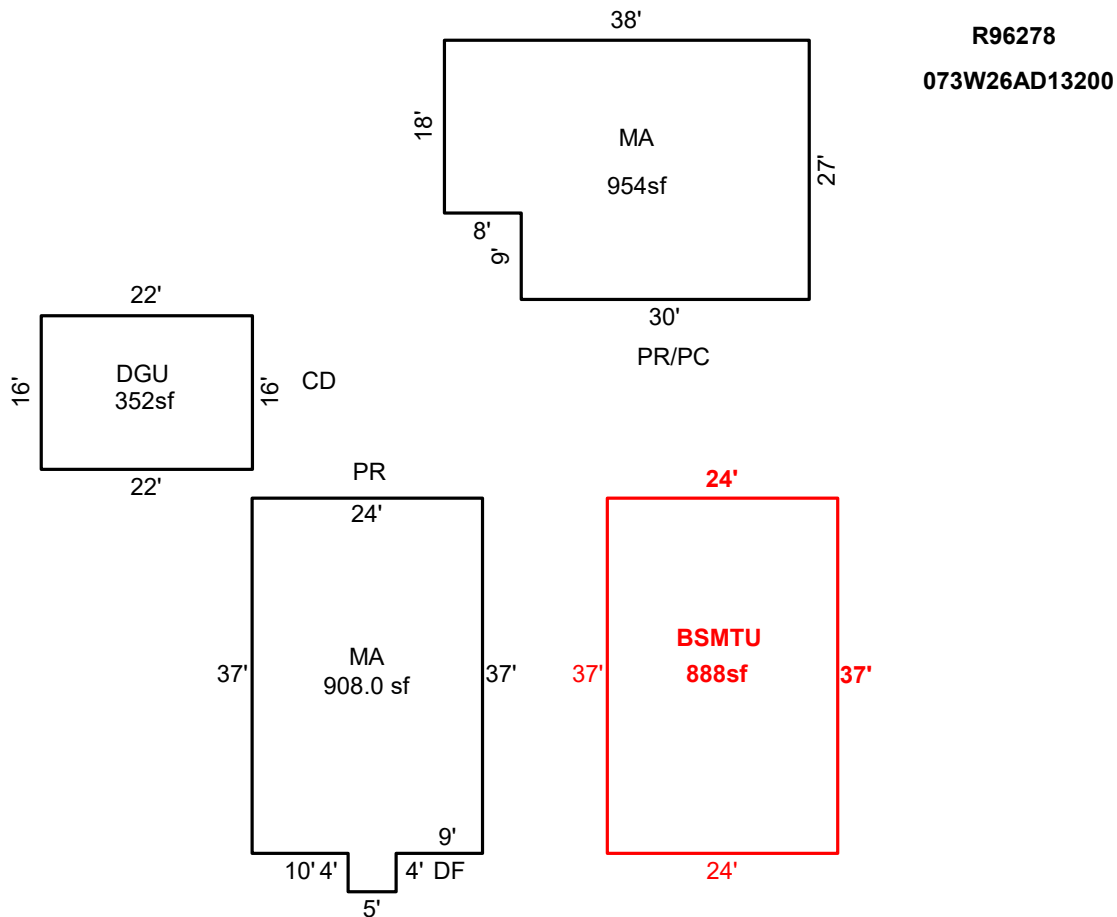 38'
R96278
073W26AD13200
18'
MA
954sf
27'
8'
9'
30'
PR/PC
22'
16'
DGU
352sf
16'
CD
22'
PR
24'
37'
MA
908.0 sf
37'
9'
10' 4'
4' DF
5'
24'
37'
BSMTU
888sf
37'
24'